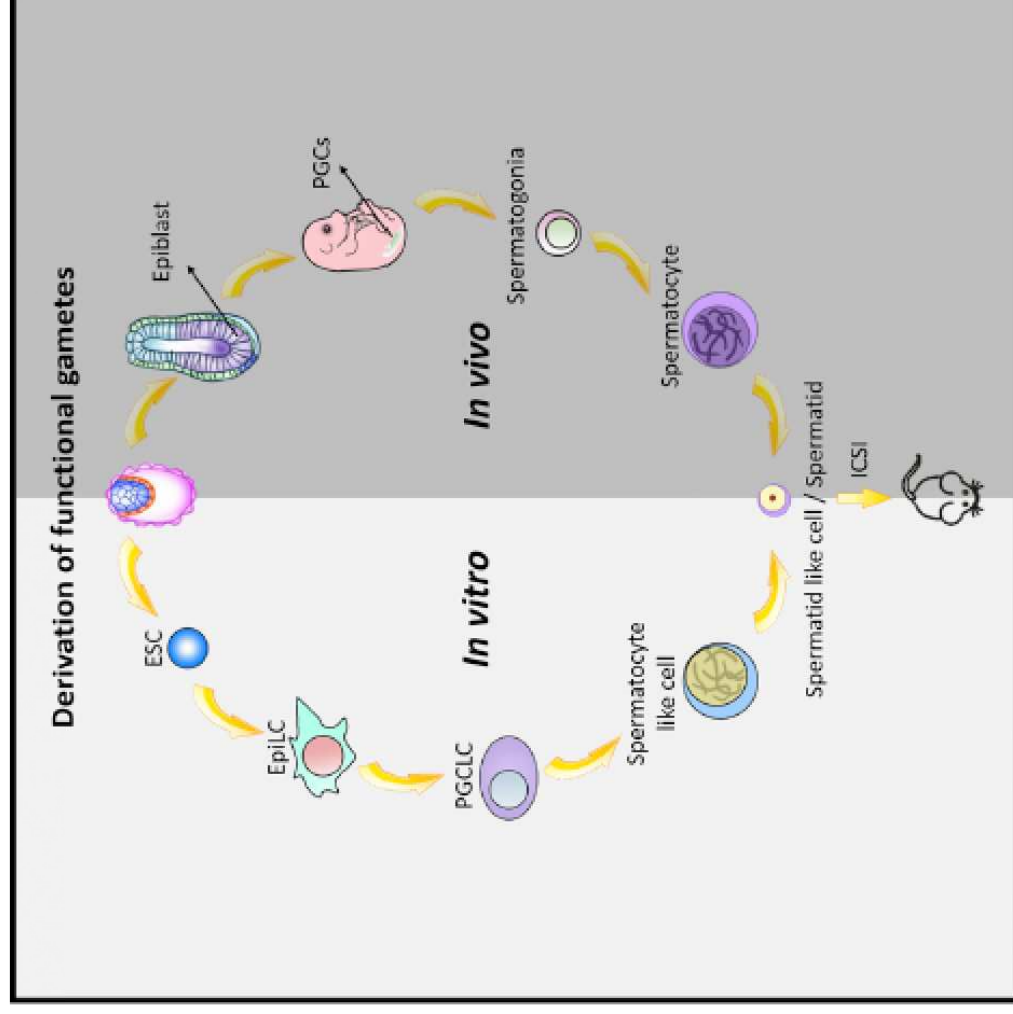 Derivation of functional gametes
ESC
EpiLC
PGCLC
Spermatocyte
like cell
In vitro
In vivo
Epiblast
PGCs
Spermatogonia
Spermatocyte
Spermatid like cell / Spermatid
ICSI